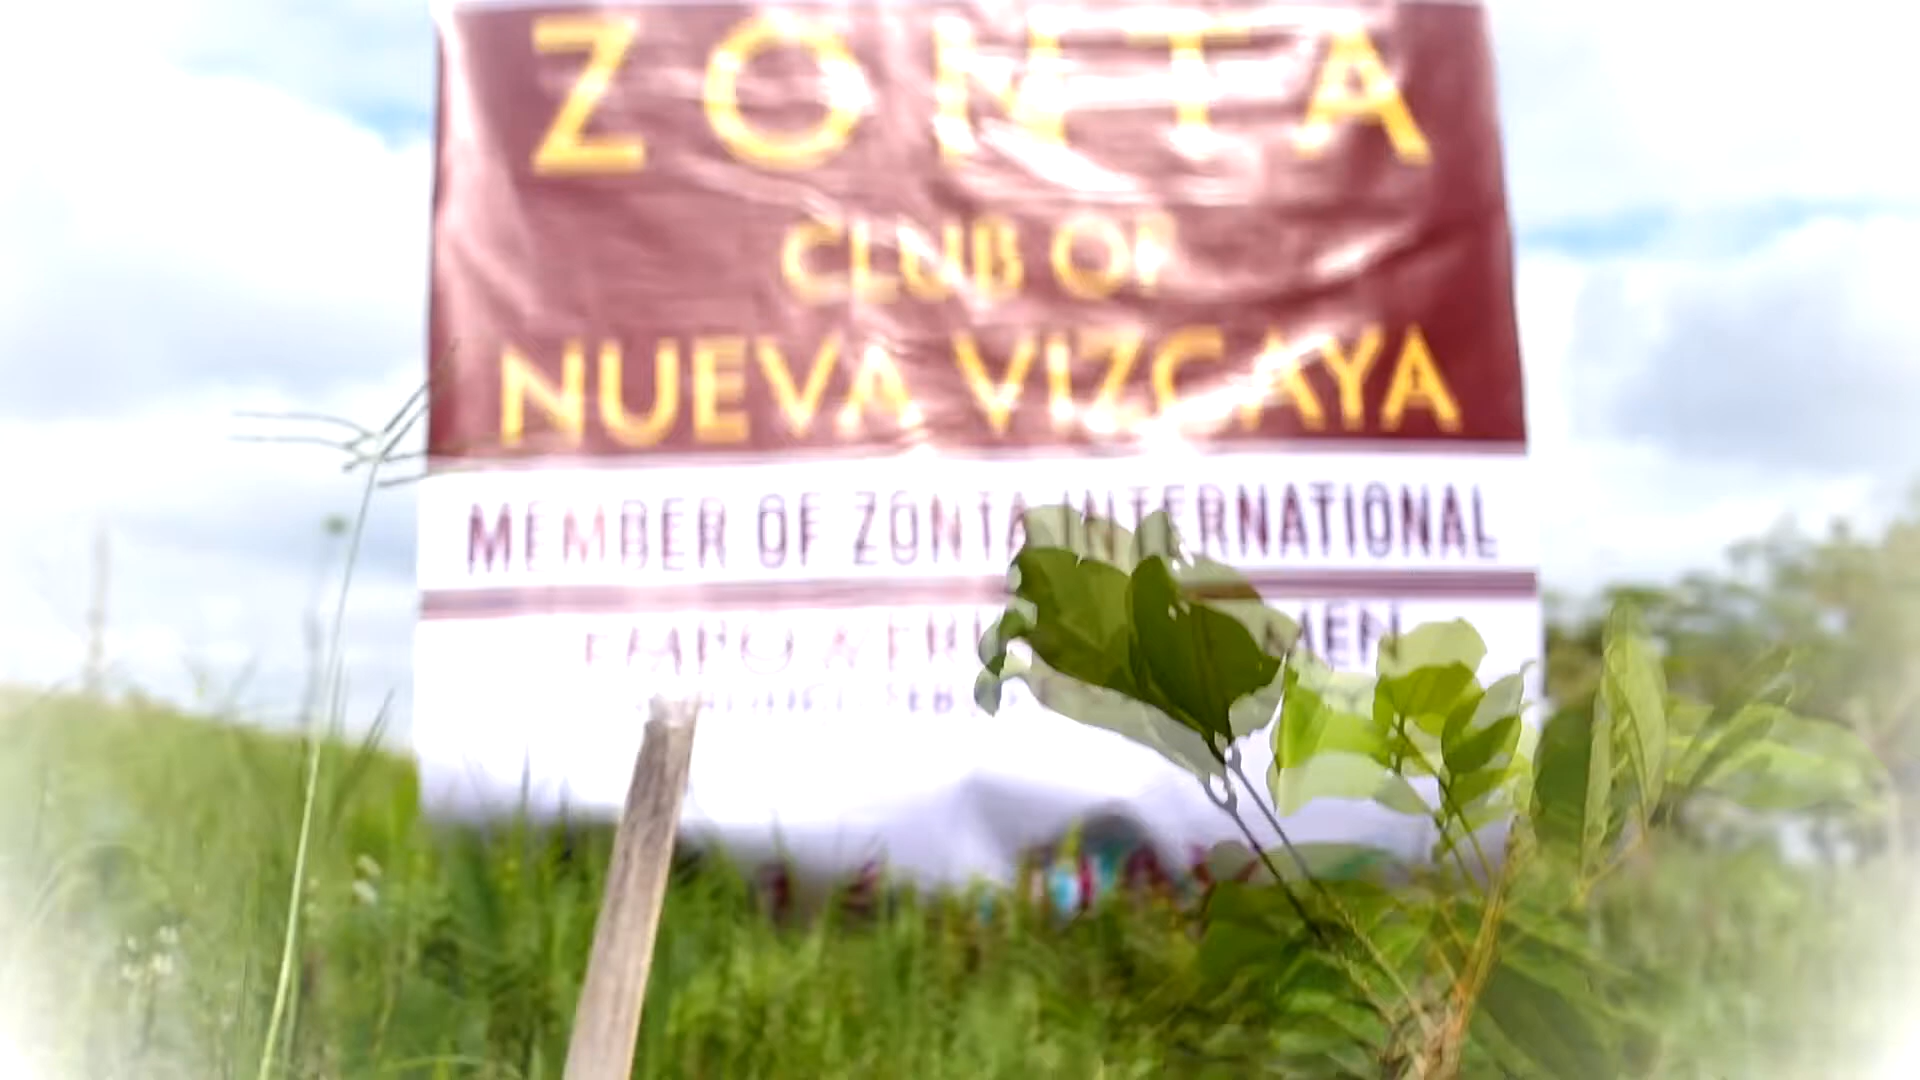 ZONTA
CLUB OF
NUEVA VIZCAYA
MEMBER OF ZONTA INTERNATIONAL